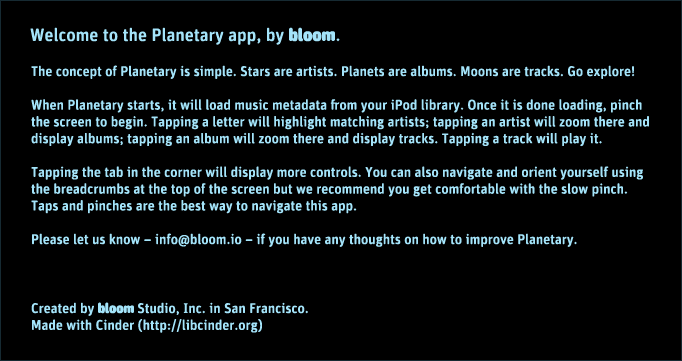 Welcome to the Planetary app, by bloom.
The concept of Planetary is simple. Stars are artists. Planets are albums. Moons are tracks. Go explore!
When Planetary starts, it will load music metadata from your iPod library. Once it is done loading, pinch
the screen to begin. Tapping a letter will highlight matching artists; tapping an artist will zoom there and
display albums; tapping an album will zoom there and display tracks. Tapping a track will play it.
Tapping the tab in the corner will display more controls. You can also navigate and orient yourself using
the breadcrumbs at the top of the screen but we recommend you get comfortable with the slow pinch.
Taps and pinches are the best way to navigate this app.
Please let us know – info@bloom.io – if you have any thoughts on how to improve Planetary.
Created by bloom Studio, Inc. in San Francisco.
Made with Cinder (http://libcinder.org)